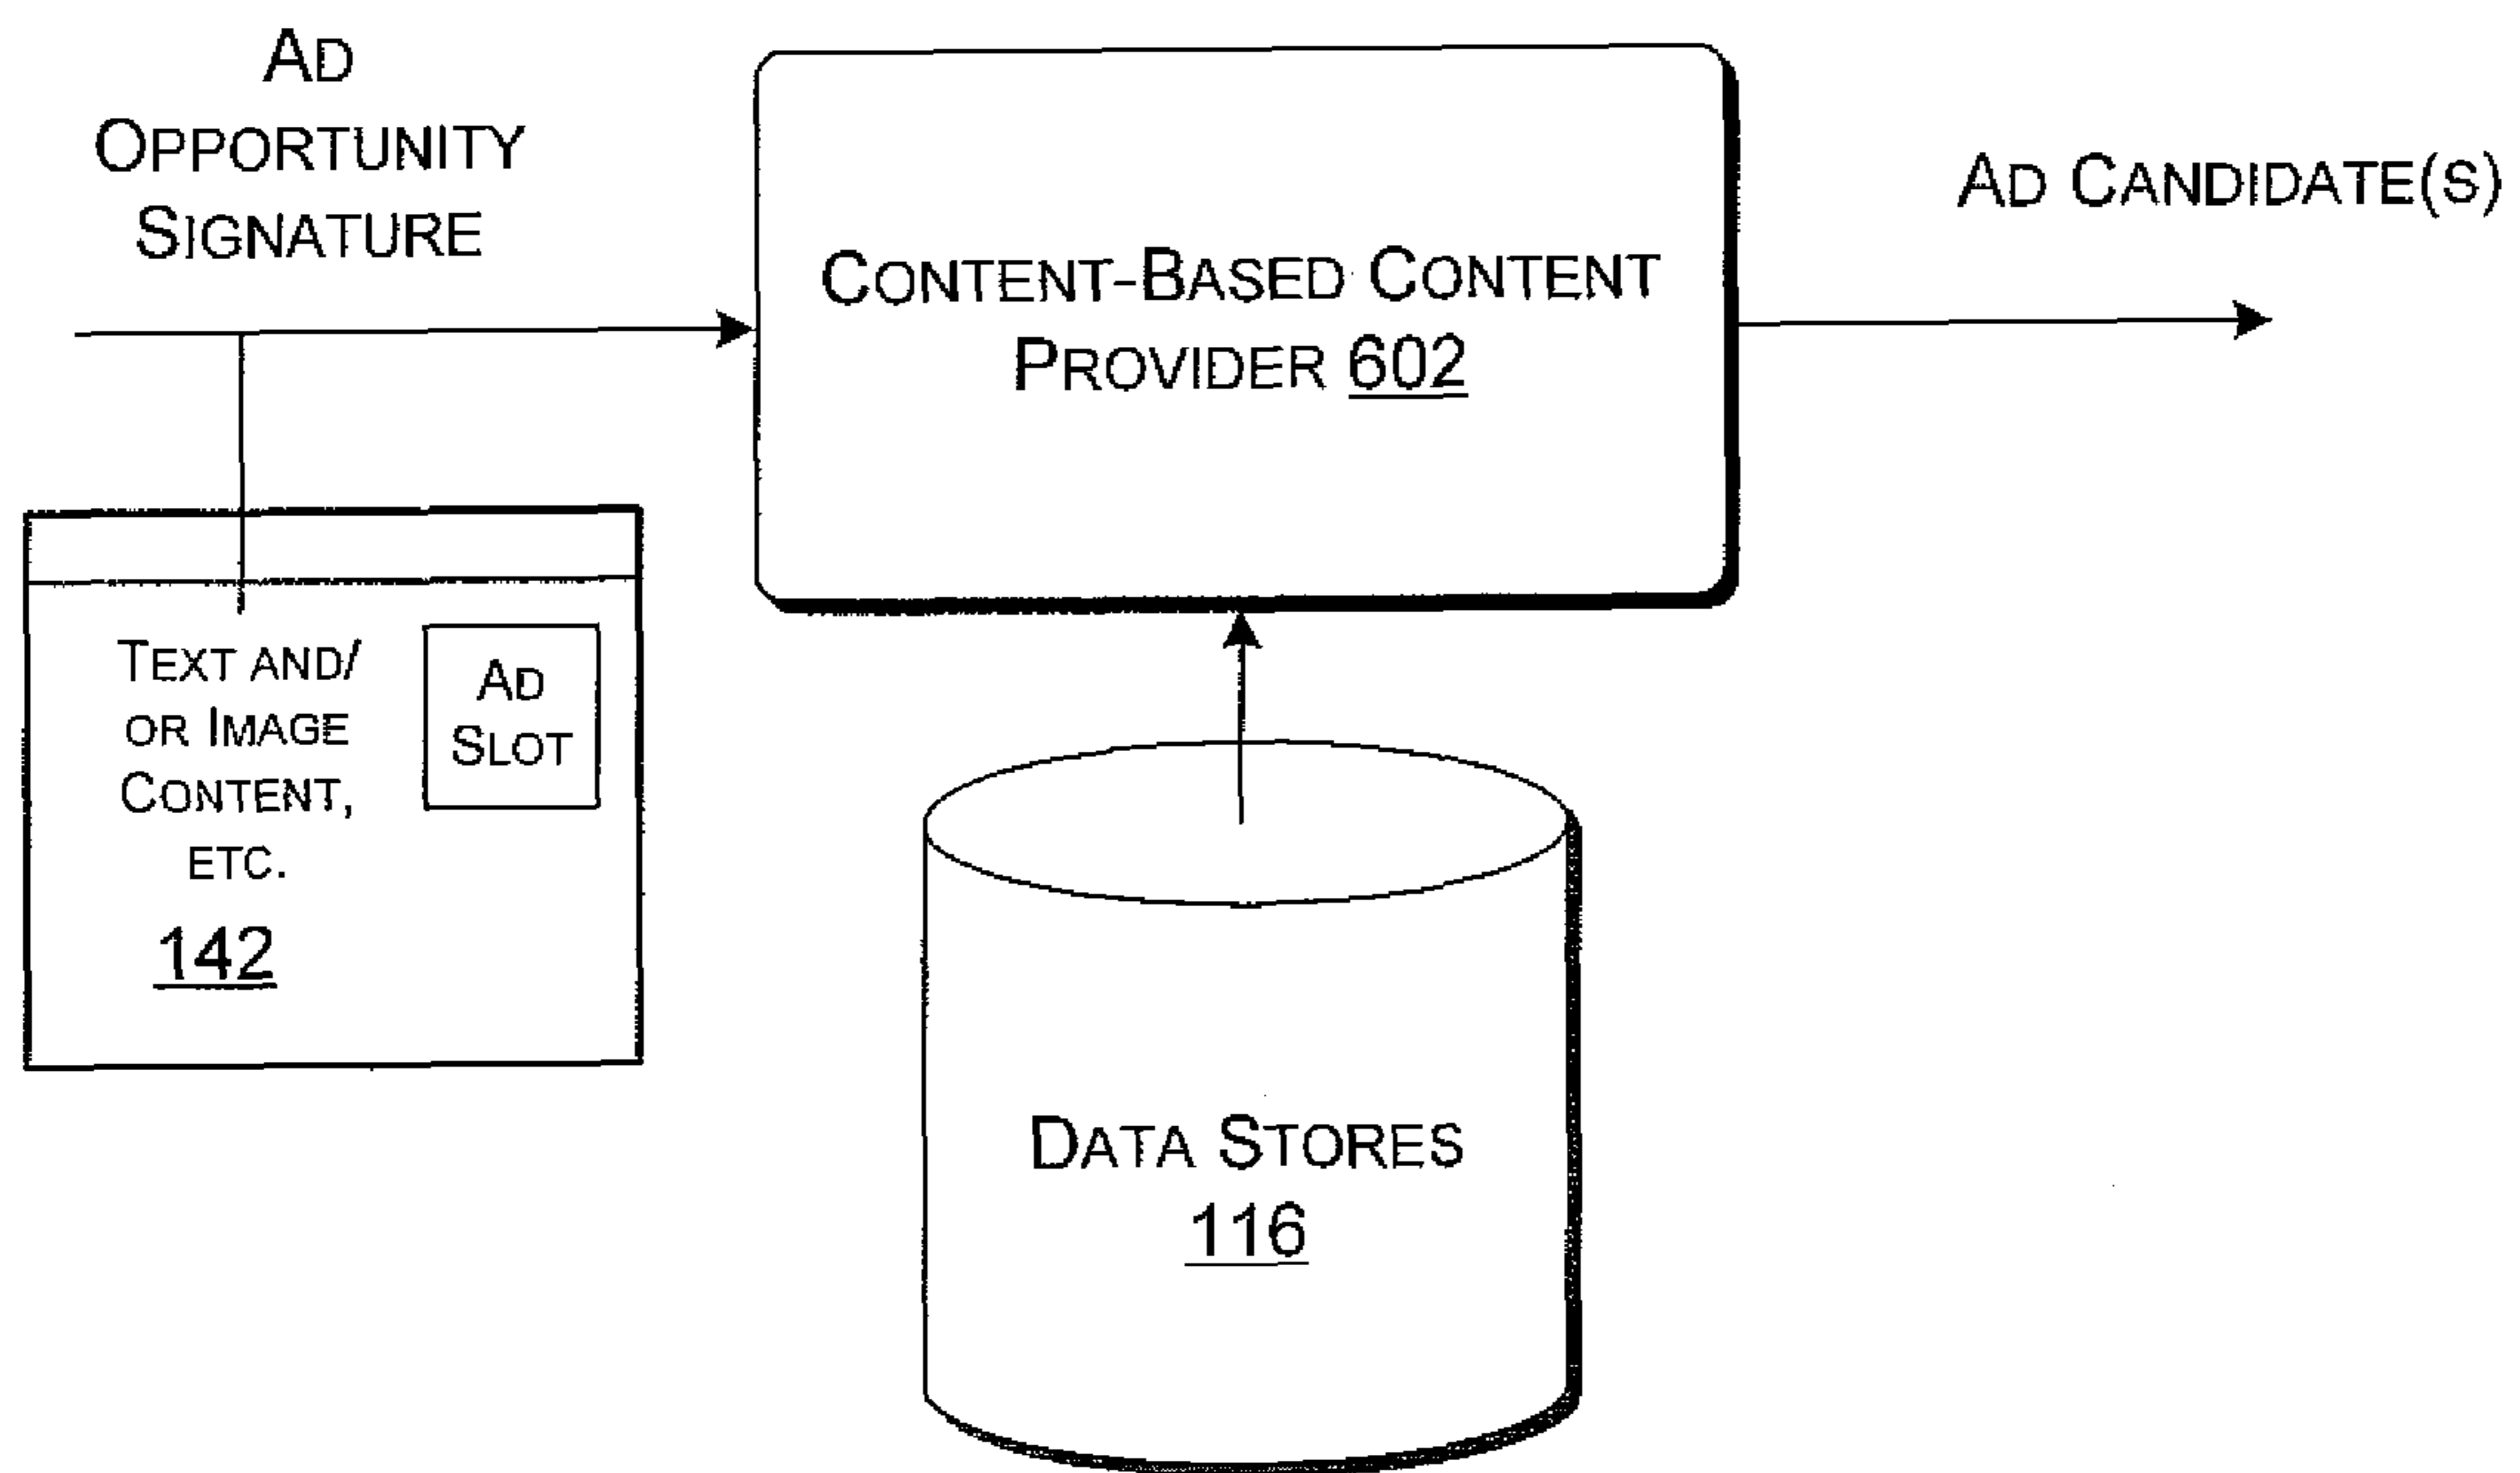 AD
OPPORTUNITY
SIGNATURE
CONTENT-BASED CONTENT
PROVIDER 602
AD CANDIDATE(S)
TEXT AND/
OR IMAGE
CONTENT,
ETC.
142
AD
SLOT
DATA STORES
116